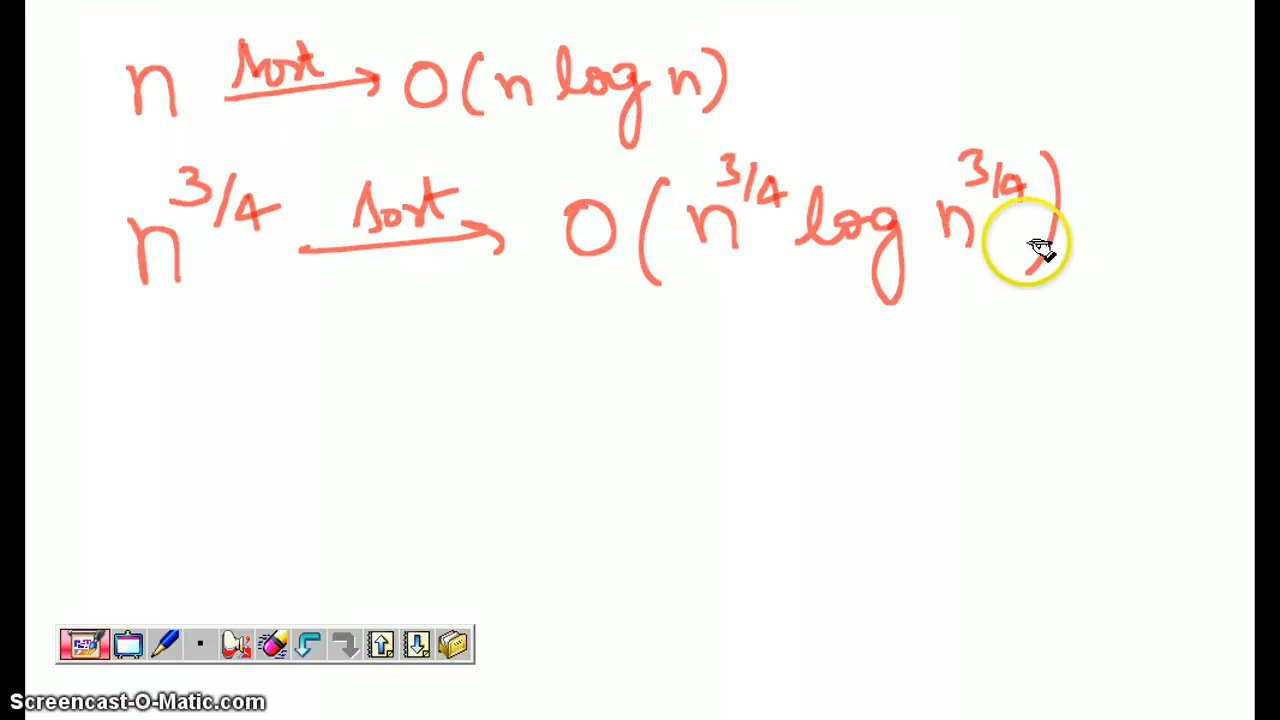 n sort → O(n log n)
n^{3/4} sort → O(n^{3/4} log n^{3/4})
Screencast-O-Matic.com